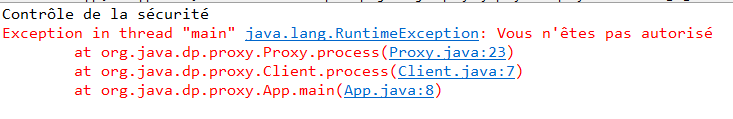 Contrôle de la sécurité
Exception in thread "main" java.lang.RuntimeException: Vous n'êtes pas autorisé
at org.java.dp.proxy.Proxy.process(Proxy.java:23)
at org.java.dp.proxy.Client.process(Client.java:7)
at org.java.dp.proxy.App.main(App.java:8)